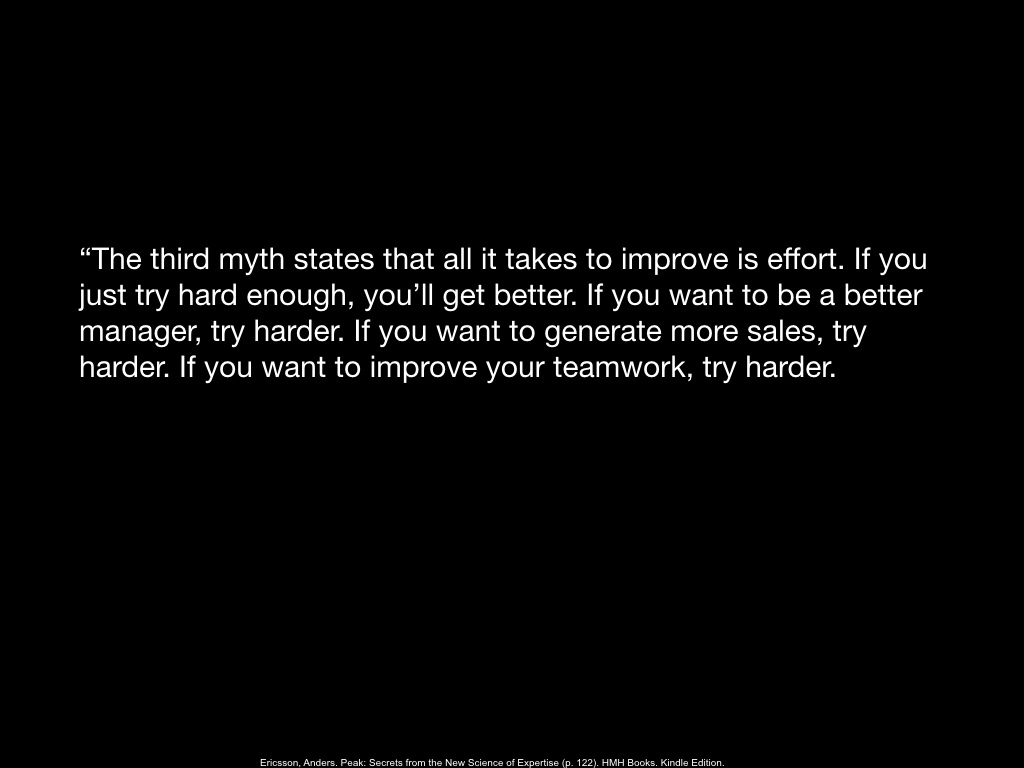 “The third myth states that all it takes to improve is effort. If you
just try hard enough, you’ll get better. If you want to be a better
manager, try harder. If you want to generate more sales, try
harder. If you want to improve your teamwork, try harder.
Ericsson, Anders. Peak: Secrets from the New Science of Expertise (p. 122). HMH Books. Kindle Edition.